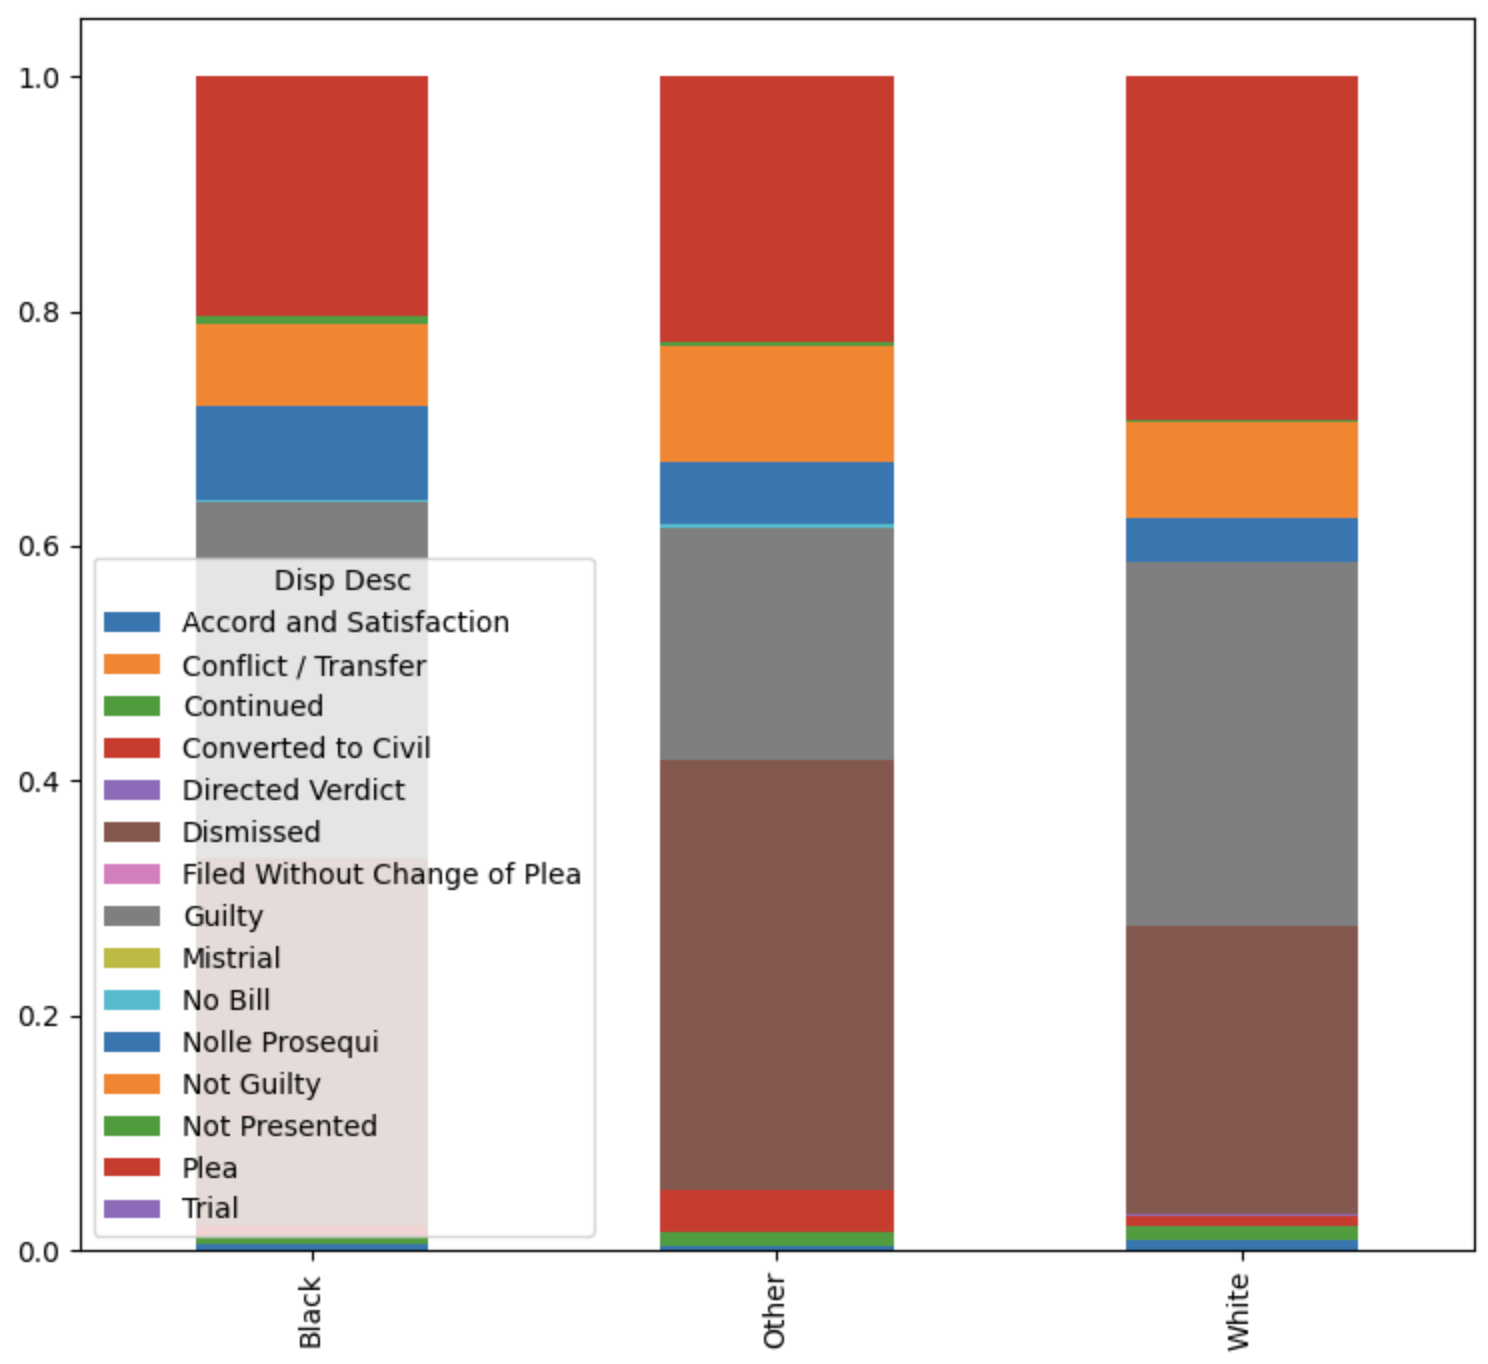 1.0
0.8
0.6
0.4
0.2
0.0
Disp Desc
Accord and Satisfaction
Conflict / Transfer
Continued
Converted to Civil
Directed Verdict
Dismissed
Filed Without Change of Plea
Guilty
Mistrial
No Bill
Nolle Prosequi
Not Guilty
Not Presented
Plea
Trial
Black
Other
White